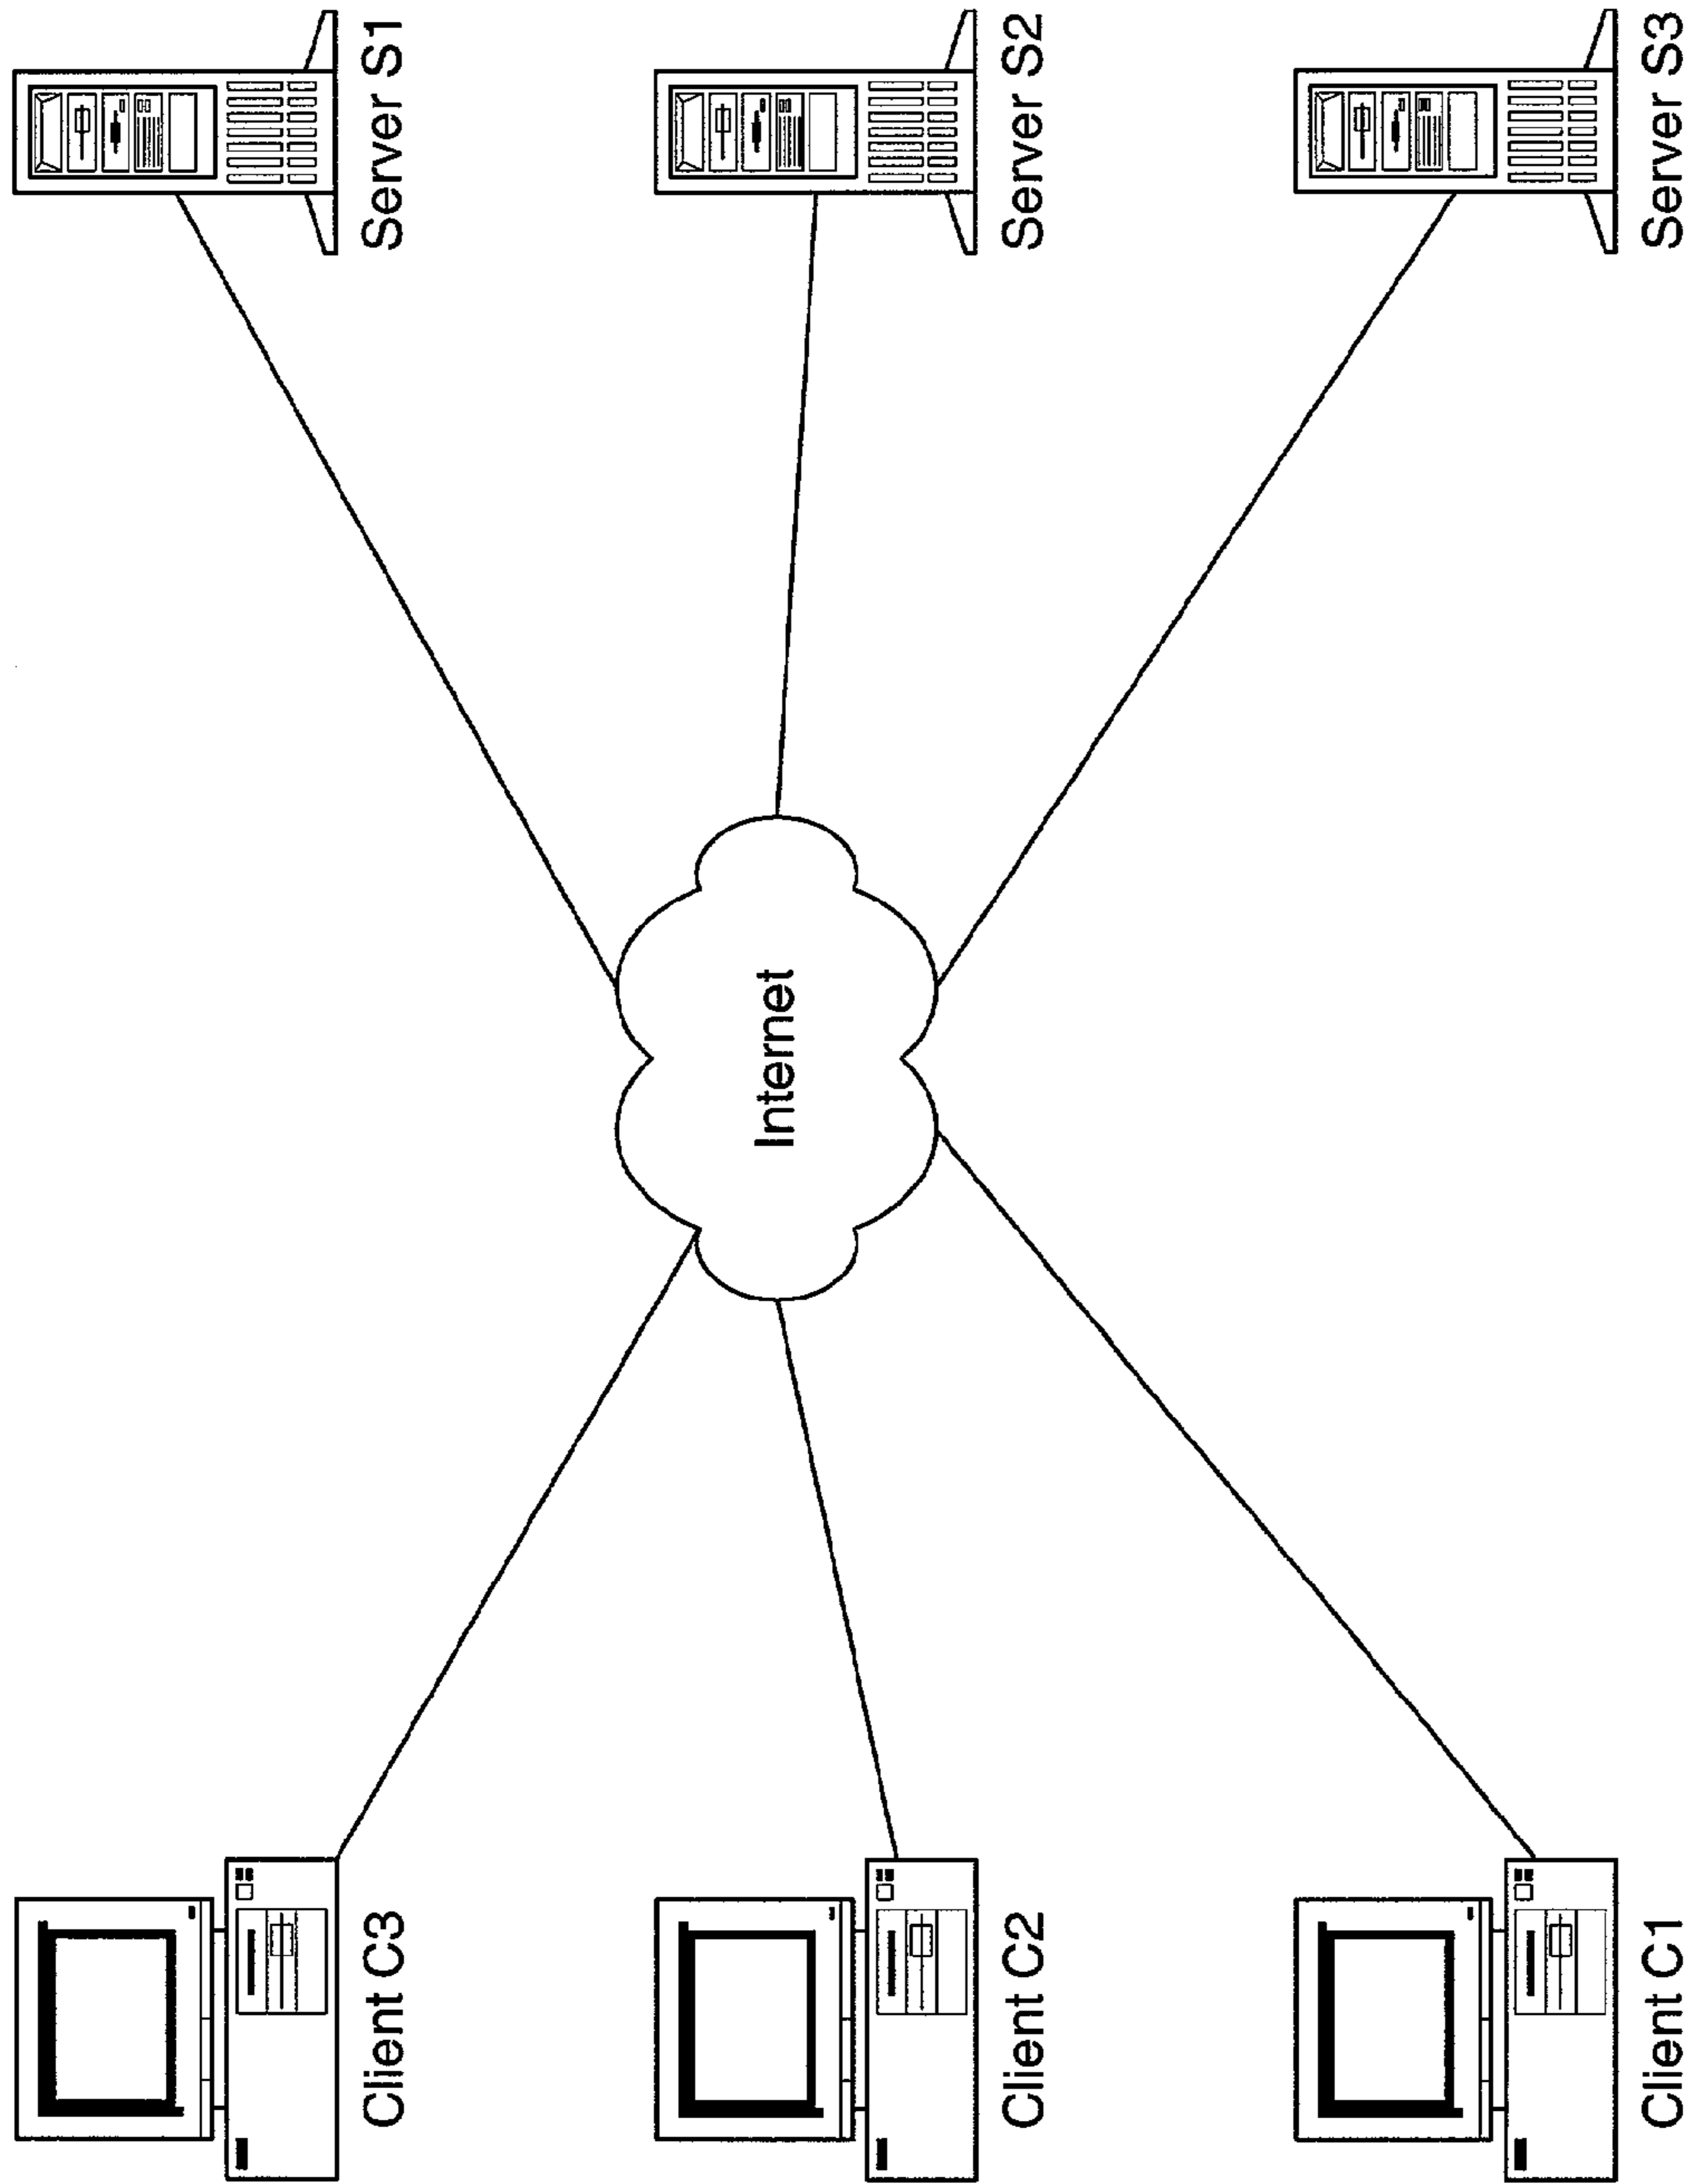 Client C3
Server S1
Internet
Client C2
Server S2
Client C1
Server S3